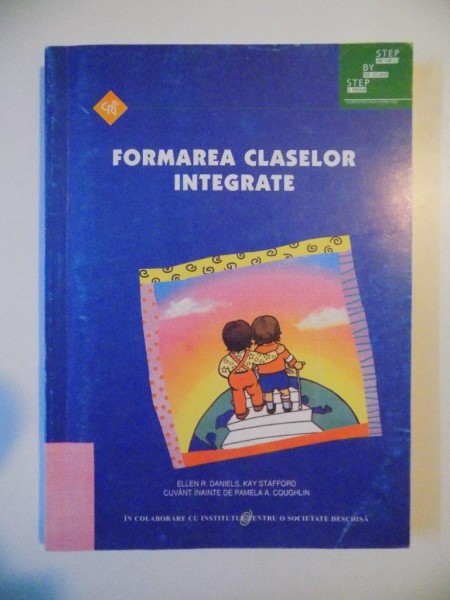 STEP
BY
STEP
FORMAREA CLASELOR
INTEGRATE
ELLEN R. DANIELS, KAY STAFFORD
CUVÂNT ÎNAINTE DE PAMELA A. COUGHLIN
ÎN COLABORARE CU INSTITUTUL PENTRU O SOCIETATE DESCHISĂ